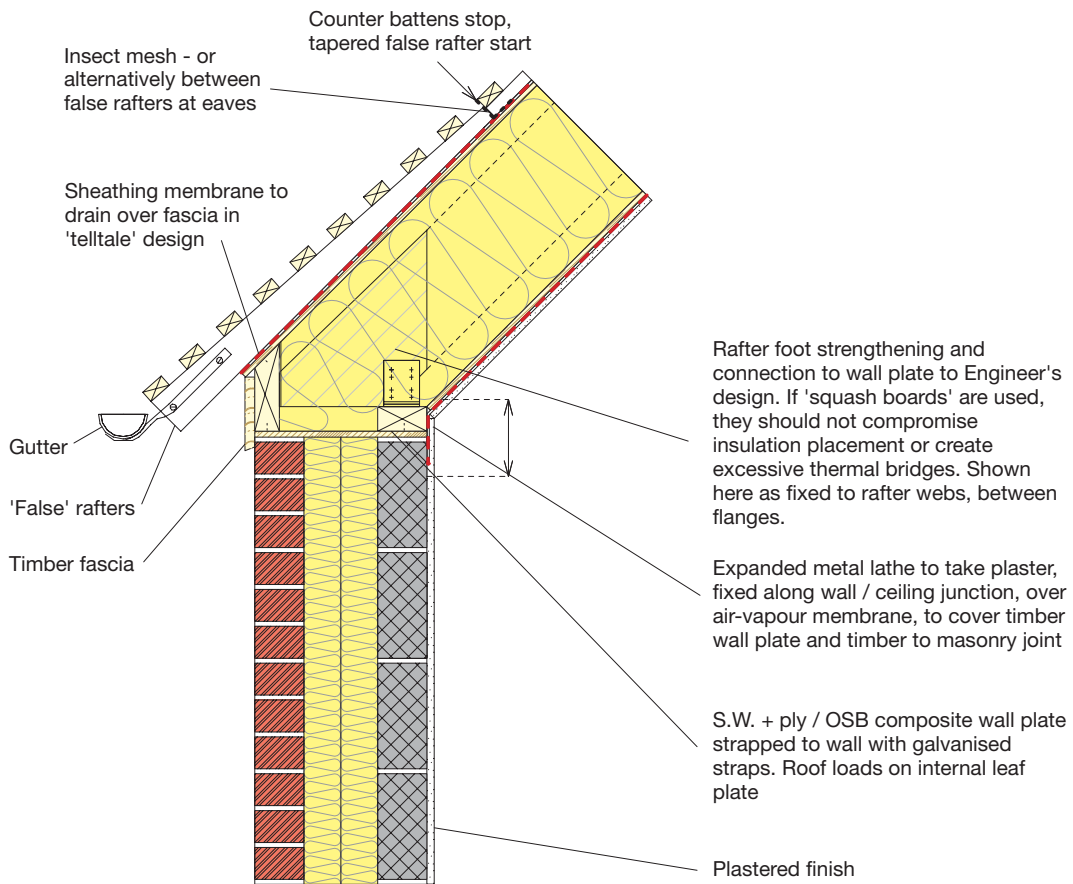 Counter battens stop,
tapered false rafter start
Insect mesh - or
alternatively between
false rafters at eaves
Sheathing membrane to
drain over fascia in
'telltale' design
Gutter
'False' rafters
Timber fascia
Rafter foot strengthening and
connection to wall plate to Engineer's
design. If 'squash boards' are used,
they should not compromise
insulation placement or create
excessive thermal bridges. Shown
here as fixed to rafter webs, between
flanges.
Expanded metal lathe to take plaster,
fixed along wall / ceiling junction, over
air-vapour membrane, to cover timber
wall plate and timber to masonry joint
S.W. + ply / OSB composite wall plate
strapped to wall with galvanised
straps. Roof loads on internal leaf
plate
Plastered finish